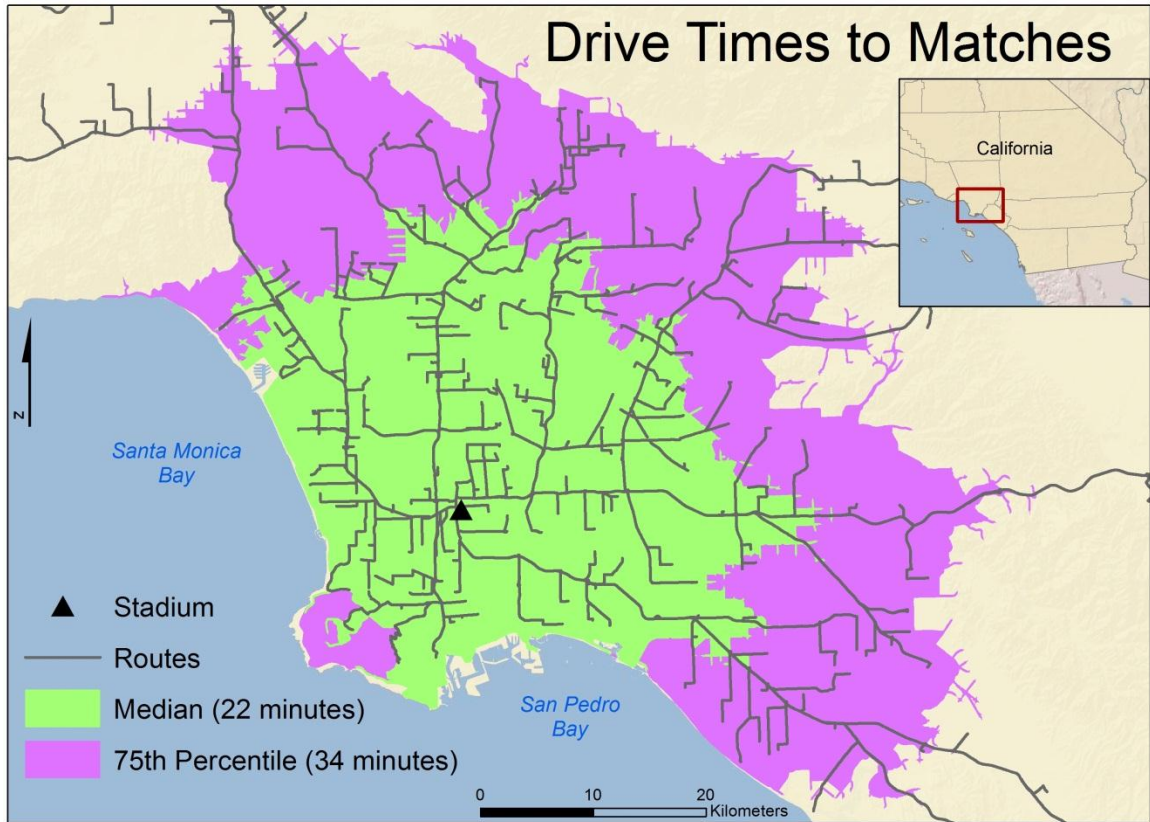 Drive Times to Matches
California
Santa Monica
Bay
Stadium
Routes
Median (22 minutes)
75th Percentile (34 minutes)
San Pedro
Bay
0 10 20
Kilometers
N